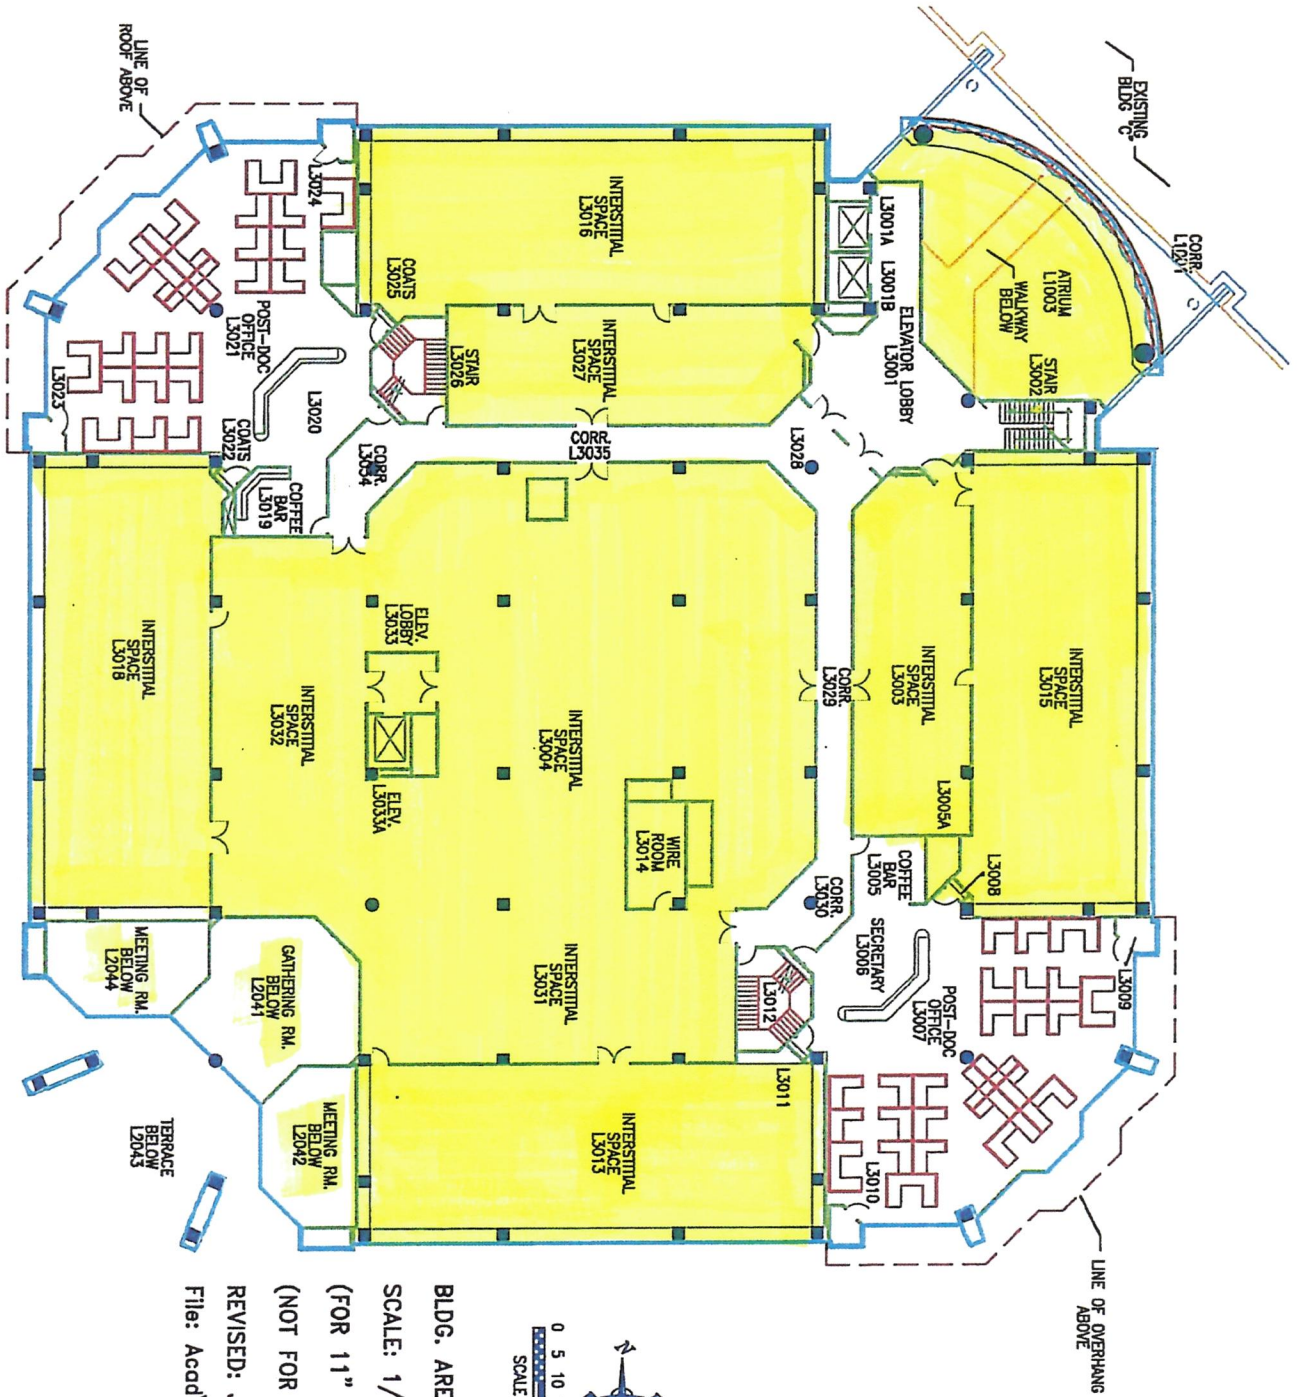 LINE OF
ROOF ABOVE
EXISTING
BLDG "C"
CORR.
L1201
L3024
INTERSTITIAL
SPACE
L3016
L3001A
L3001B
ELEVATOR LOBBY
L3001
ATRIUM
L1003
WALKWAY
BELOW
STAIR
L3002
COATS
L3025
POST-DOC
OFFICE
L3021
STAIR
L3026
INTERSTITIAL
SPACE
L3027
L3023
L3020
COATS
L3022
CORR.
L3034
CORR.
L3035
L3028
COFFEE
BAR
L3019
INTERSTITIAL
SPACE
L3018
INTERSTITIAL
SPACE
L3032
ELEV.
LOBBY
L3033
ELEV.
L3033A
INTERSTITIAL
SPACE
L3004
WIRE
ROOM
L3014
CORR.
L3029
INTERSTITIAL
SPACE
L3003
INTERSTITIAL
SPACE
L3015
L3005A
COFFEE
BAR
L3005
L3008
CORR.
L3030
SECRETARY
L3006
POST-DOC
OFFICE
L3007
L3009
MEETING RM.
BELOW
L2044
GATHERING RM.
BELOW
L2041
INTERSTITIAL
SPACE
L3031
L3012
L3011
MEETING RM.
BELOW
L2042
INTERSTITIAL
SPACE
L3013
L3010
TERRACE
BELOW
L2043
LINE OF OVERHANG
ABOVE
N
0 5 10
SCALE
BLDG. ARE
SCALE: 1/
(FOR 11"
(NOT FOR
REVISED:
File: Acad